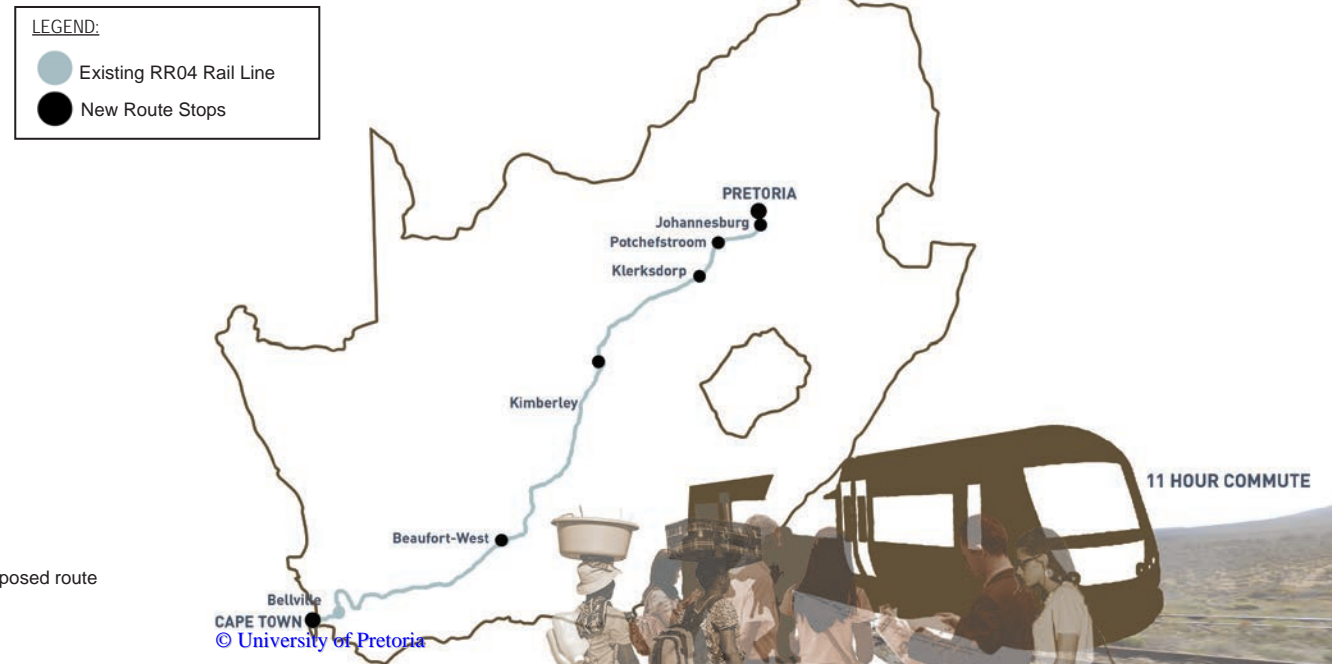 LEGEND:
Existing RR04 Rail Line
New Route Stops
PRETORIA
Johannesburg
Potchefstroom
Klerksdorp
Kimberley
11 HOUR COMMUTE
Beaufort-West
posed route
Bellville
CAPE TOWN
© University of Pretoria